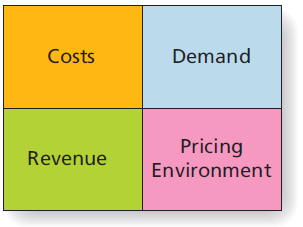 Costs
Demand
Revenue
Pricing
Environment